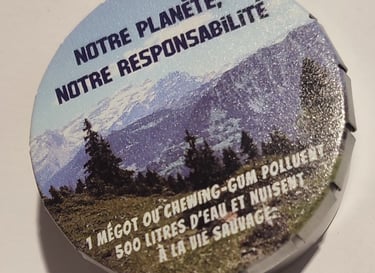 NOTRE PLANÈTE,
NOTRE RESPONSABILITÉ
1 MÉGOT OU CHEWING-GUM POLLUENT
500 LITRES D'EAU ET NUISENT
À LA VIE SAUVAGE.